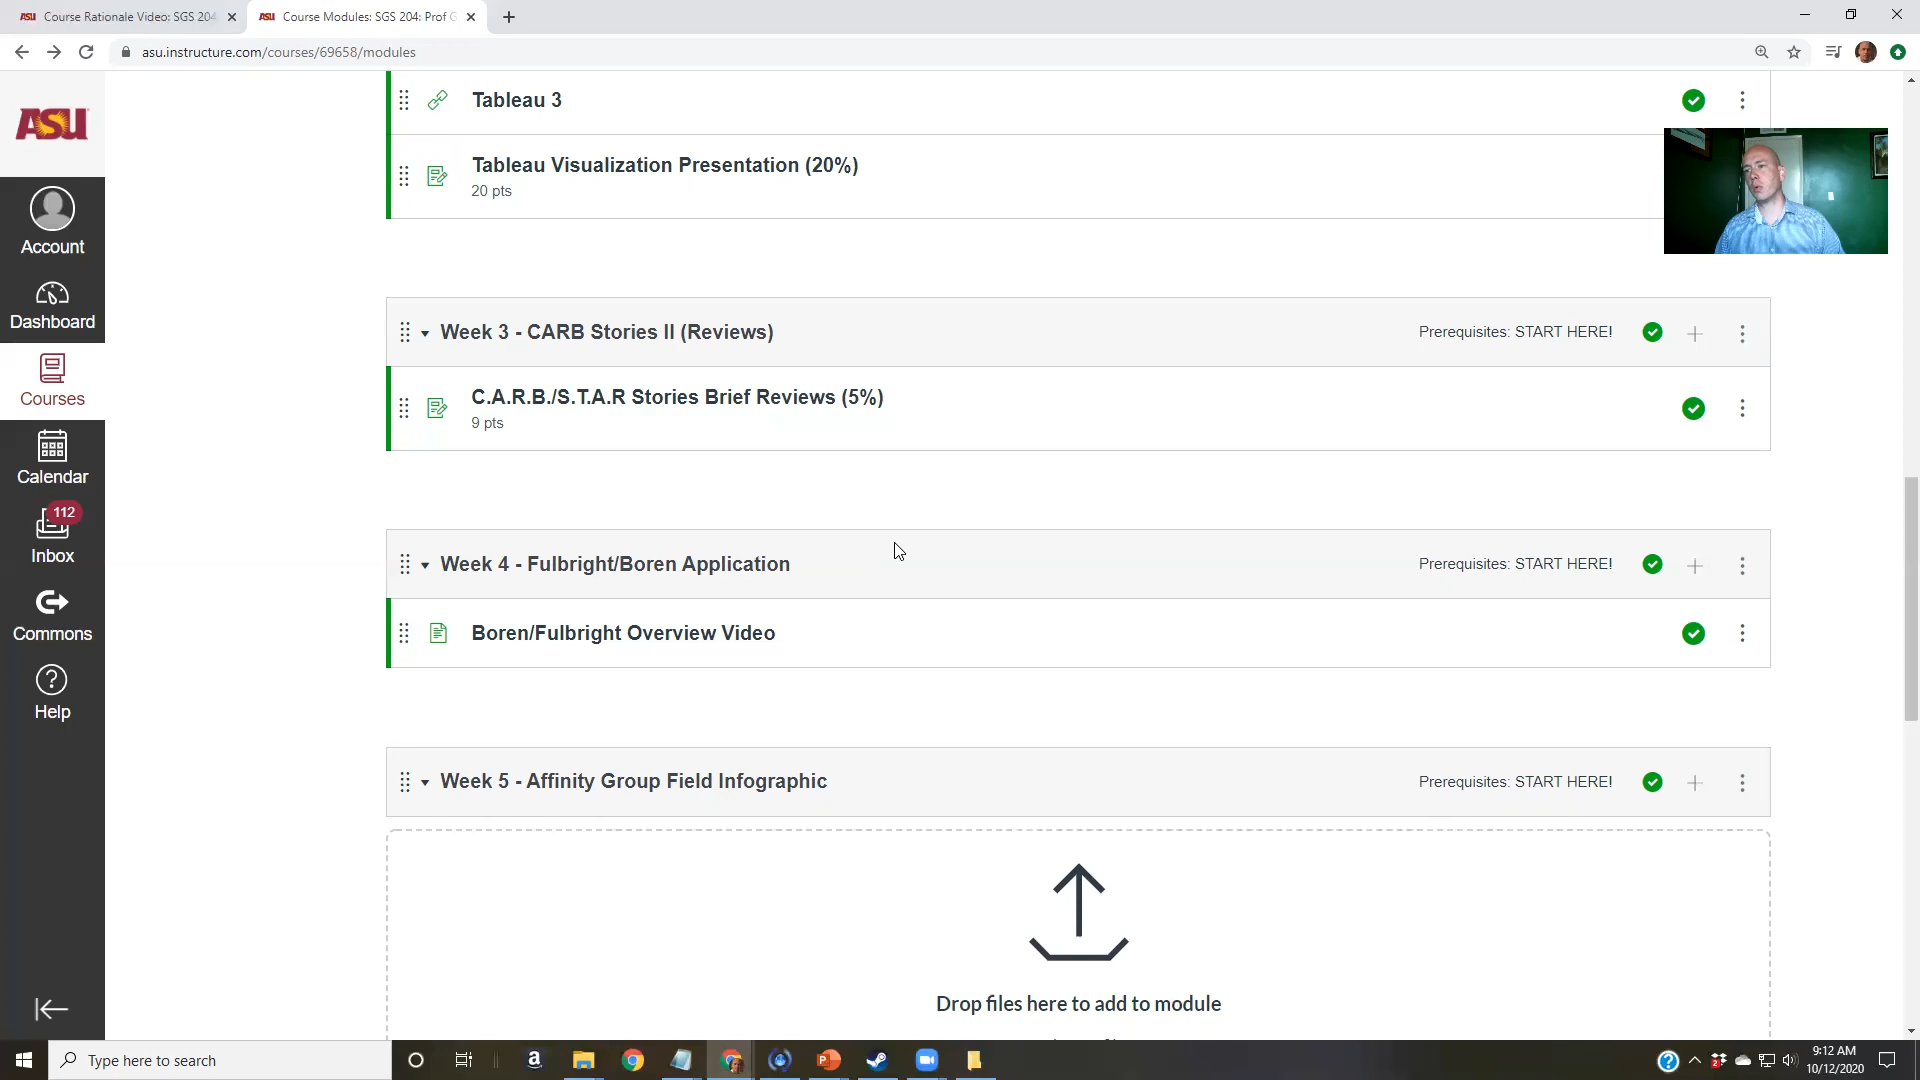 ASU Course Rationale Video: SGS 204
ASU Course Modules: SGS 204: Prof G
asu.instructure.com/courses/69658/modules
ASU
Account
Dashboard
Courses
Calendar
112
Inbox
Commons
Help
Tableau 3
Tableau Visualization Presentation (20%)
20 pts
Week 3 - CARB Stories II (Reviews)
Prerequisites: START HERE!
C.A.R.B./S.T.A.R Stories Brief Reviews (5%)
9 pts
Week 4 - Fulbright/Boren Application
Prerequisites: START HERE!
Boren/Fulbright Overview Video
Week 5 - Affinity Group Field Infographic
Prerequisites: START HERE!
Drop files here to add to module
Type here to search
9:12 AM
10/12/2020